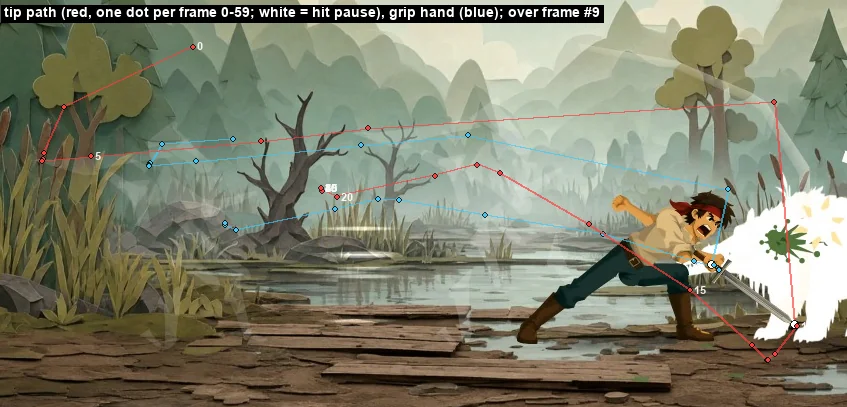 tip path (red, one dot per frame 0-59; white = hit pause), grip hand (blue); over frame #9
0
5
20
15